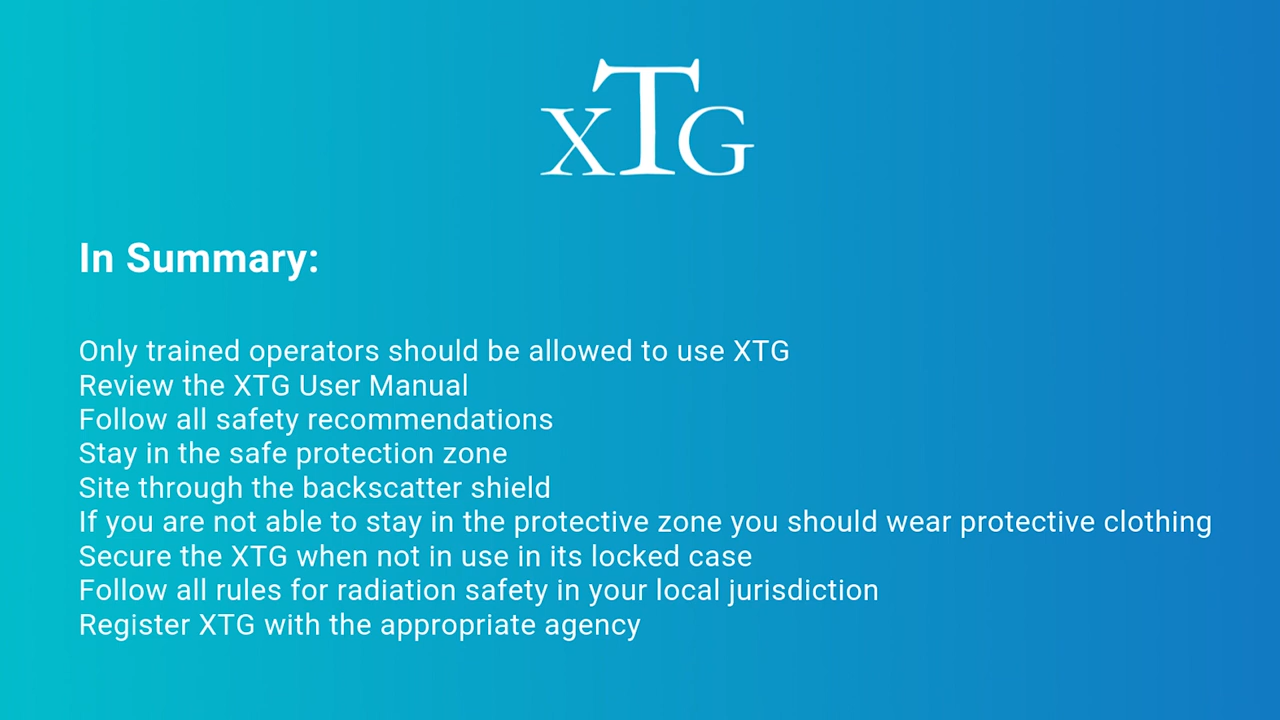 XTG
In Summary:
Only trained operators should be allowed to use XTG
Review the XTG User Manual
Follow all safety recommendations
Stay in the safe protection zone
Site through the backscatter shield
If you are not able to stay in the protective zone you should wear protective clothing
Secure the XTG when not in use in its locked case
Follow all rules for radiation safety in your local jurisdiction
Register XTG with the appropriate agency